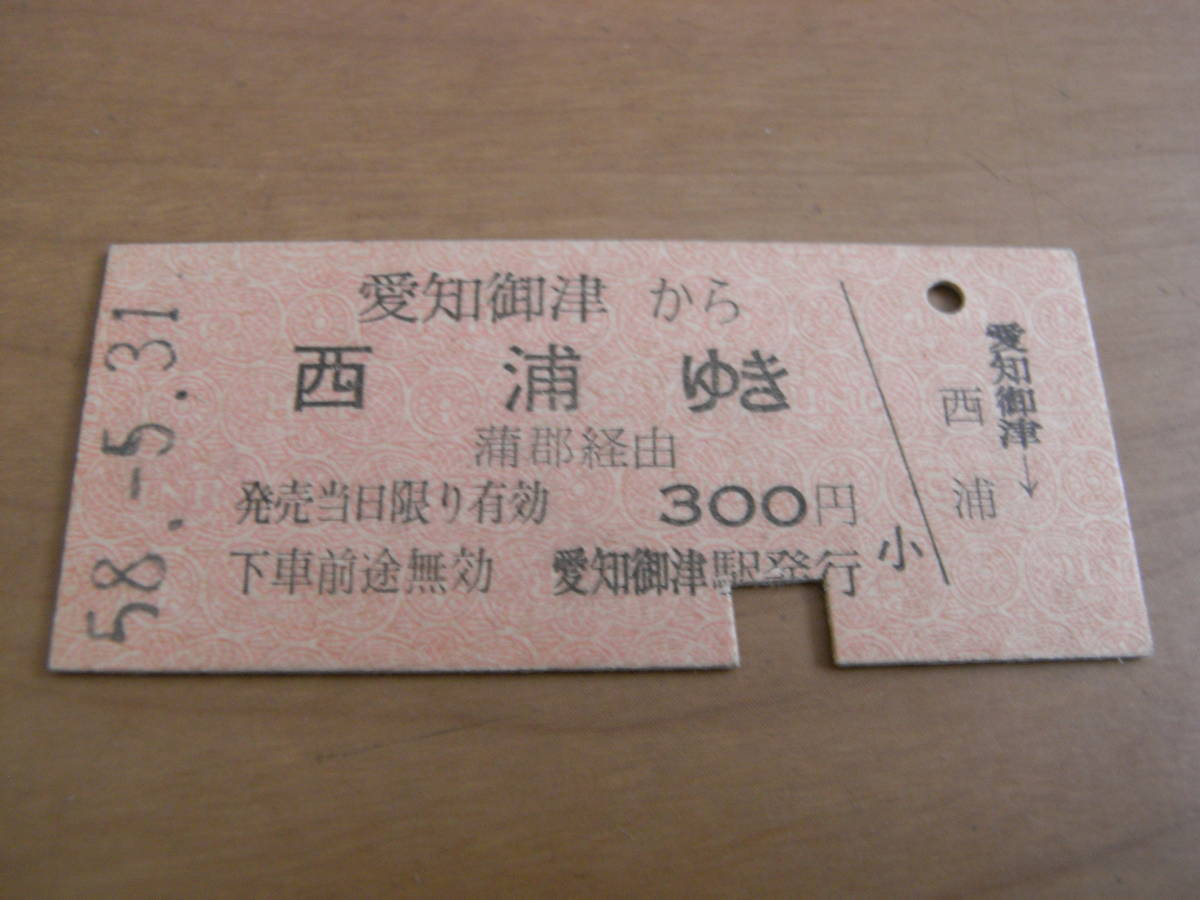 愛知御津 から
西浦 ゆき
蒲郡経由
発売当日限り有効 300円
下車前途無効 愛知御津駅発行
小
愛知御津→
西浦
58.-5.31